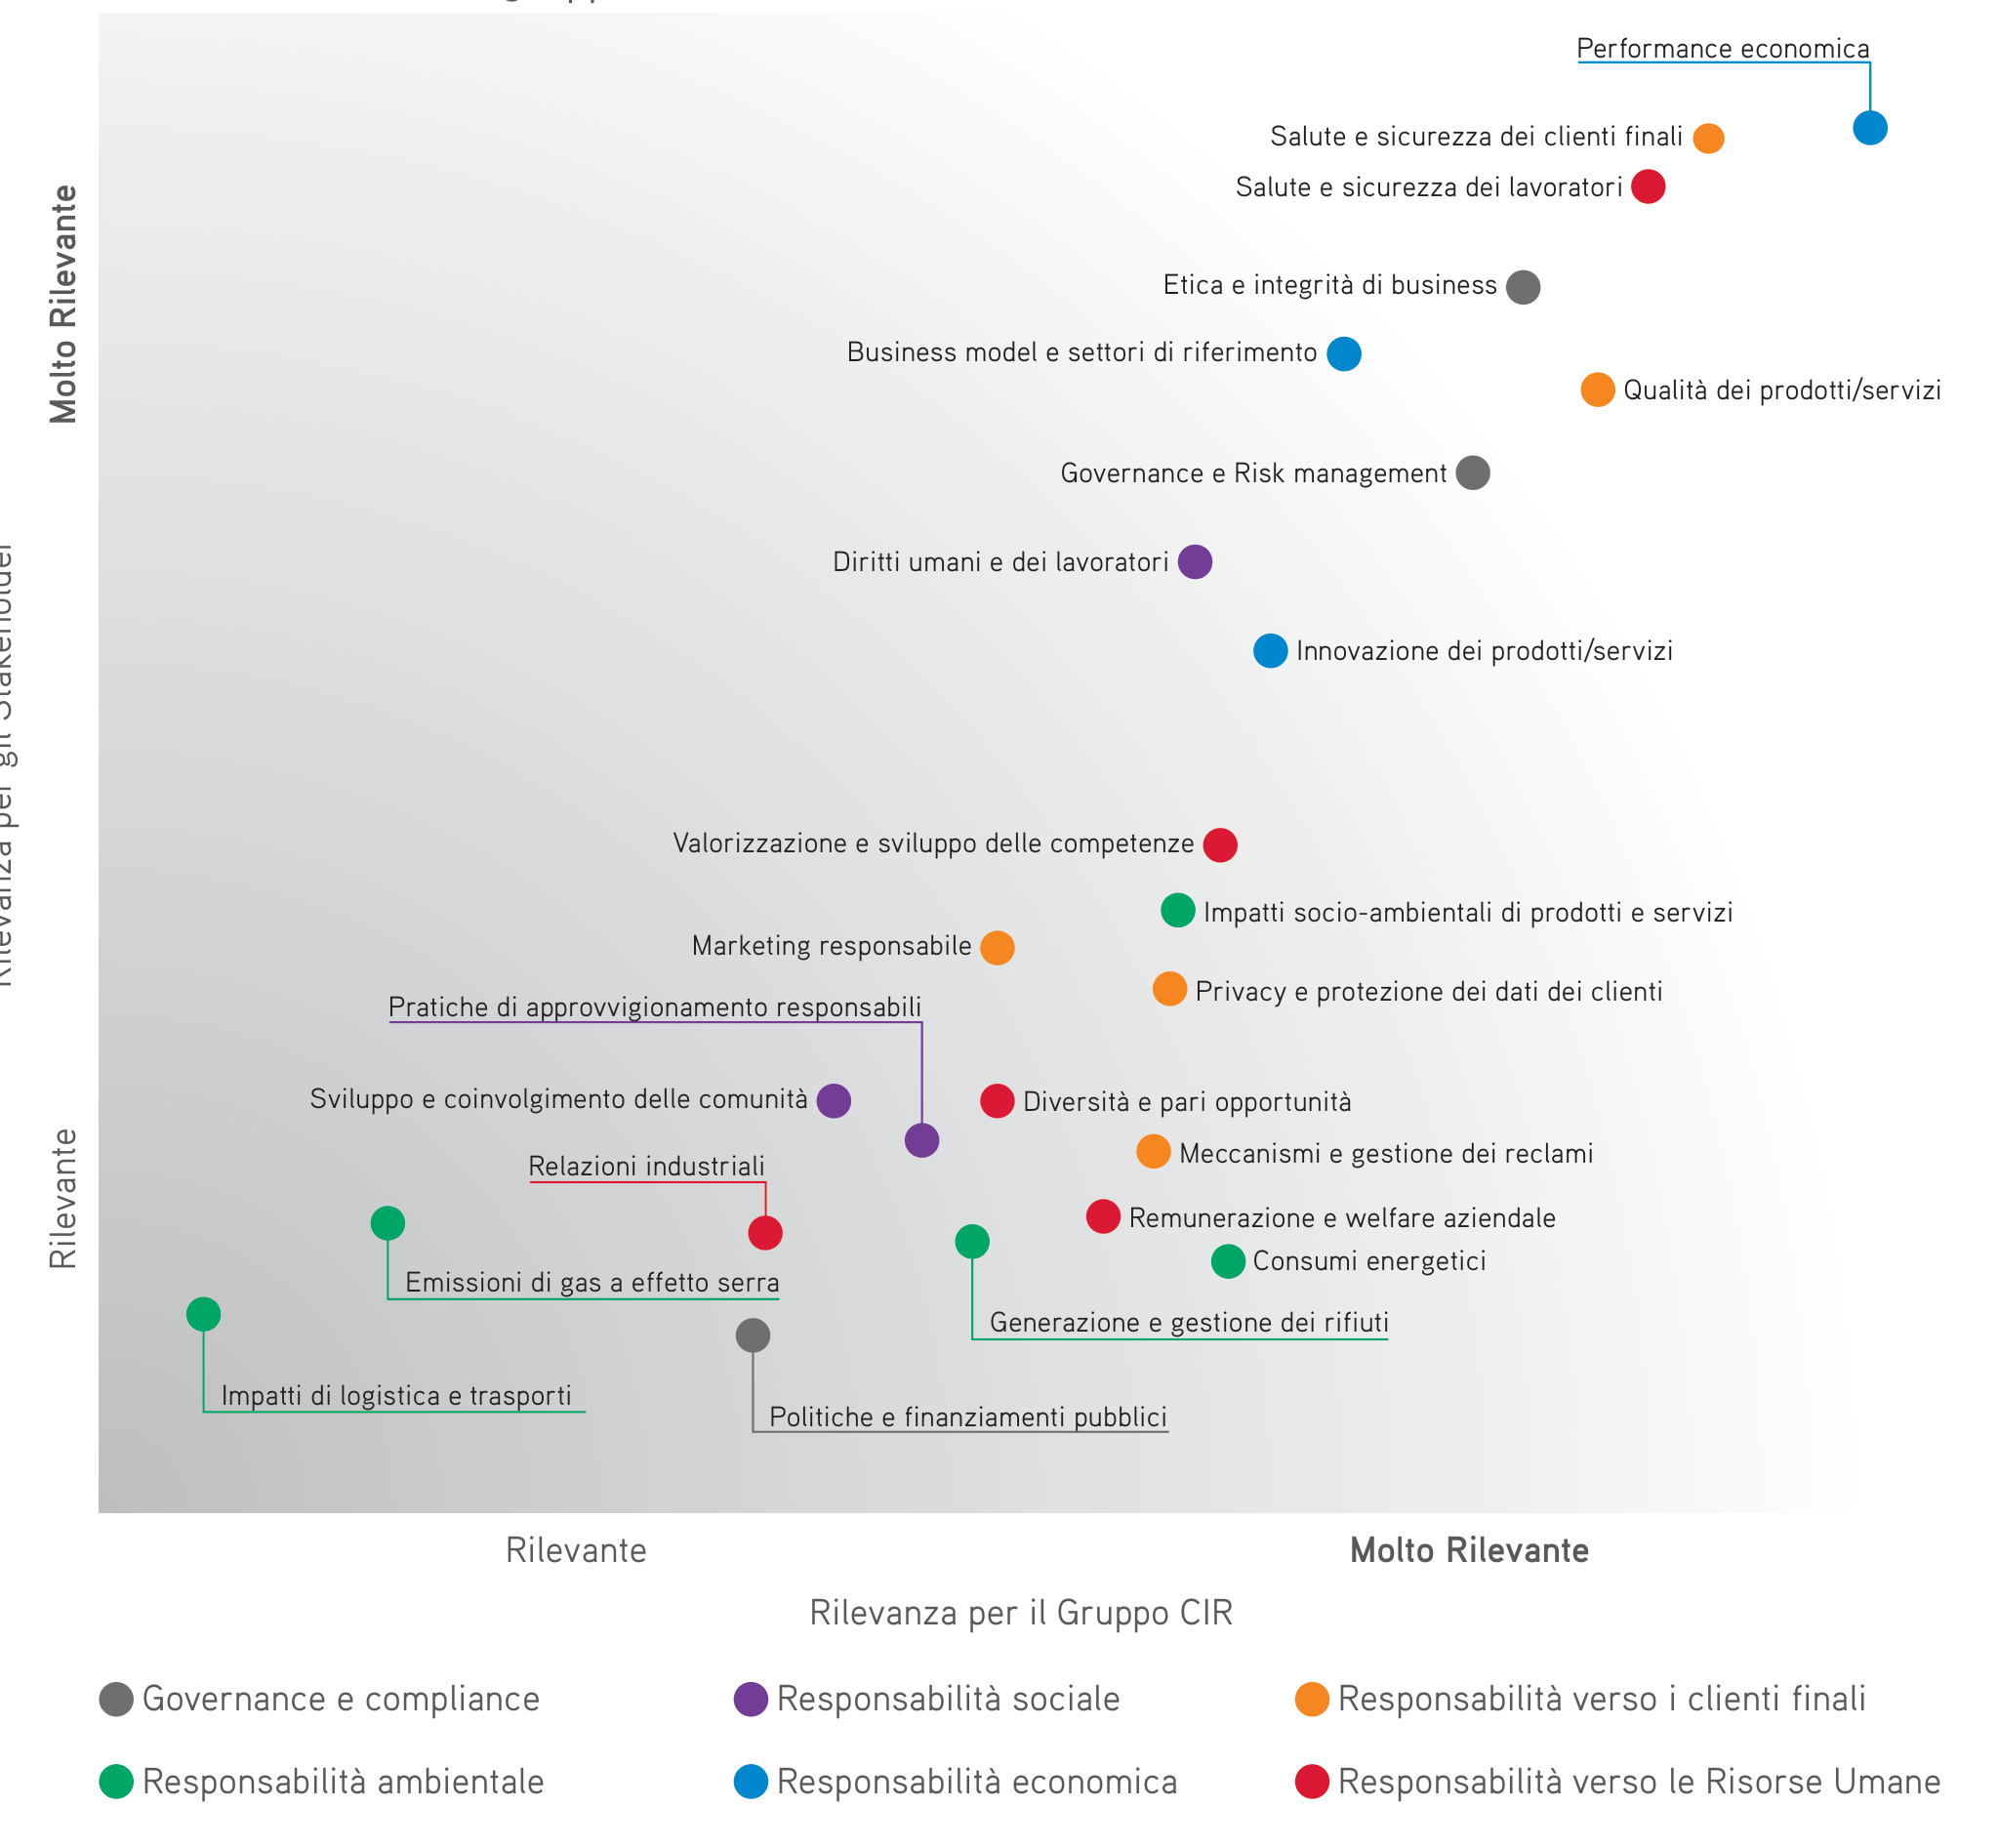 Performance economica
Salute e sicurezza dei clienti finali
Salute e sicurezza dei lavoratori
Molto Rilevante
Etica e integrità di business
Business model e settori di riferimento
Qualità dei prodotti/servizi
Governance e Risk management
Diritti umani e dei lavoratori
Innovazione dei prodotti/servizi
Rilevanza per gli Stakeholder
Valorizzazione e sviluppo delle competenze
Impatti socio-ambientali di prodotti e servizi
Marketing responsabile
Privacy e protezione dei dati dei clienti
Pratiche di approvvigionamento responsabili
Sviluppo e coinvolgimento delle comunità
Diversità e pari opportunità
Meccanismi e gestione dei reclami
Relazioni industriali
Rilevante
Remunerazione e welfare aziendale
Consumi energetici
Emissioni di gas a effetto serra
Generazione e gestione dei rifiuti
Impatti di logistica e trasporti
Politiche e finanziamenti pubblici
Rilevante
Molto Rilevante
Rilevanza per il Gruppo CIR
Governance e compliance
Responsabilità sociale
Responsabilità verso i clienti finali
Responsabilità ambientale
Responsabilità economica
Responsabilità verso le Risorse Umane